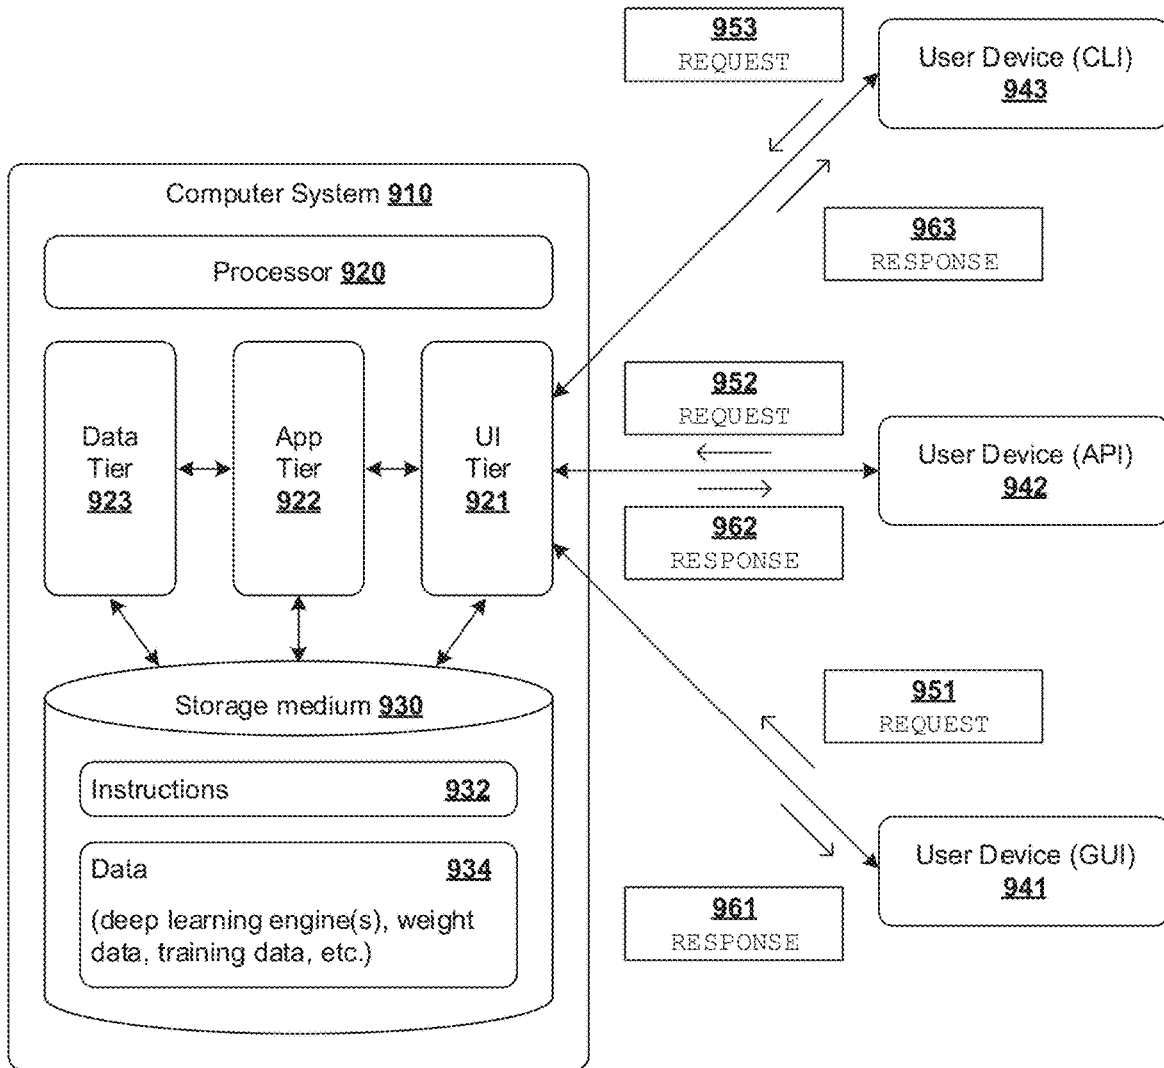 953
REQUEST
User Device (CLI)
943
Computer System 910
963
RESPONSE
Processor 920
952
REQUEST
Data
Tier
923
App
Tier
922
UI
Tier
921
User Device (API)
942
962
RESPONSE
951
REQUEST
Storage medium 930
Instructions 932
Data 934
(deep learning engine(s), weight
data, training data, etc.)
User Device (GUI)
941
961
RESPONSE